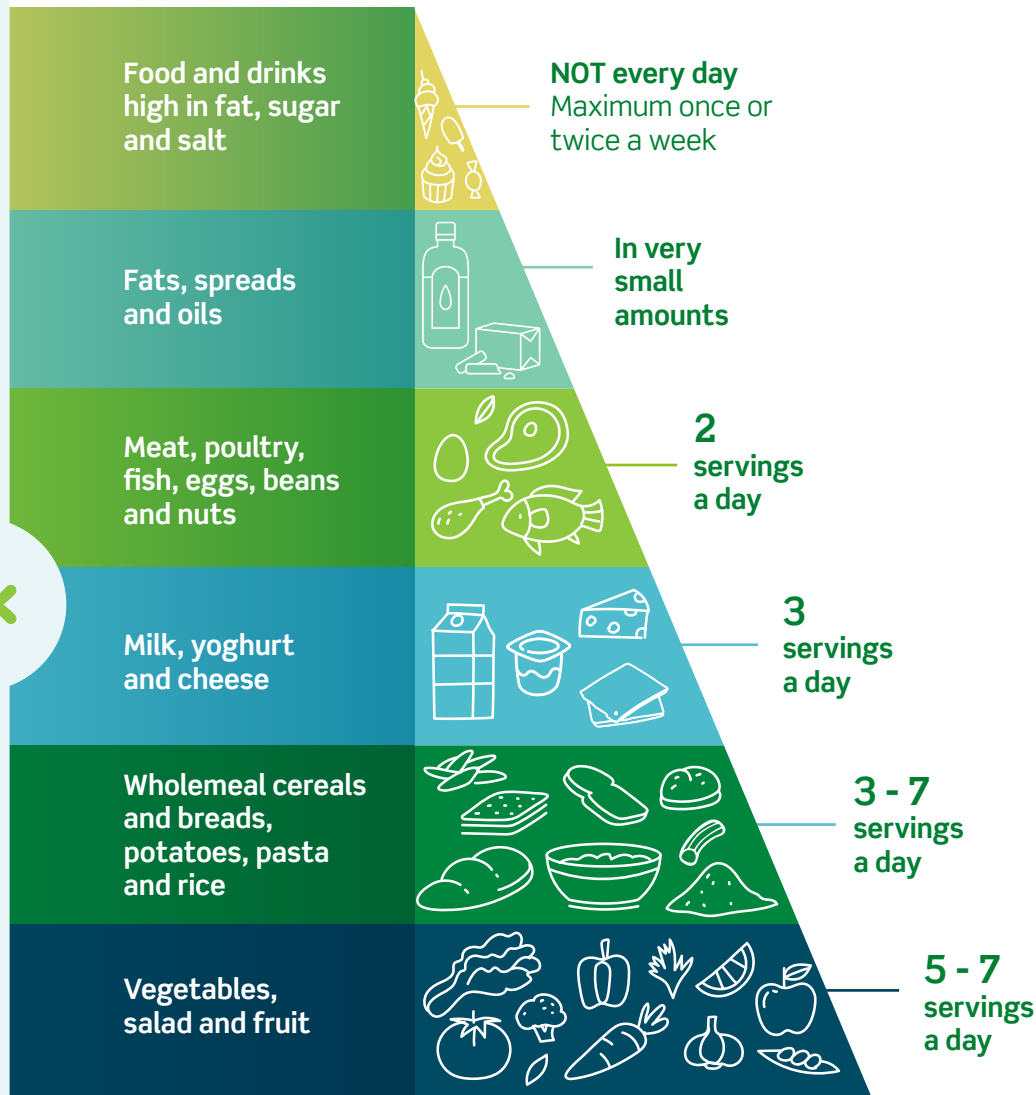 Food and drinks
high in fat, sugar
and salt
NOT every day
Maximum once or
twice a week
Fats, spreads
and oils
In very
small
amounts
Meat, poultry,
fish, eggs, beans
and nuts
2
servings
a day
Milk, yoghurt
and cheese
3
servings
a day
Wholemeal cereals
and breads,
potatoes, pasta
and rice
3 - 7
servings
a day
Vegetables,
salad and fruit
5 - 7
servings
a day